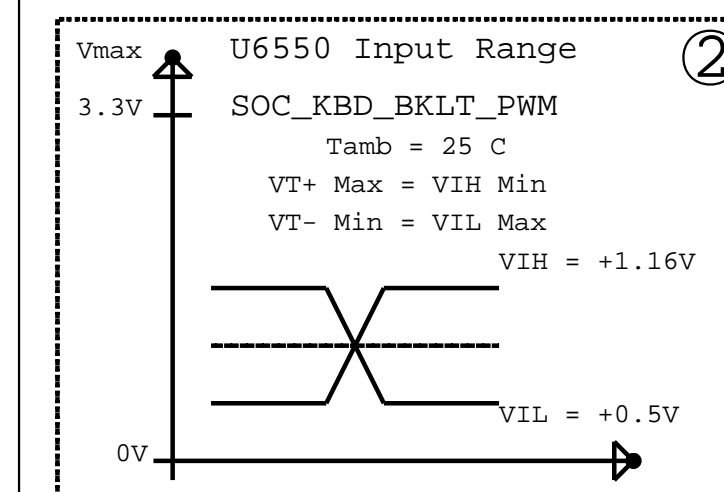 Vmax U6550 Input Range ②
3.3V SOC_KBD_BKLT_PWM
Tamb = 25 C
VT+ Max = VIH Min
VT- Min = VIL Max
VIH = +1.16V
VIL = +0.5V
0V